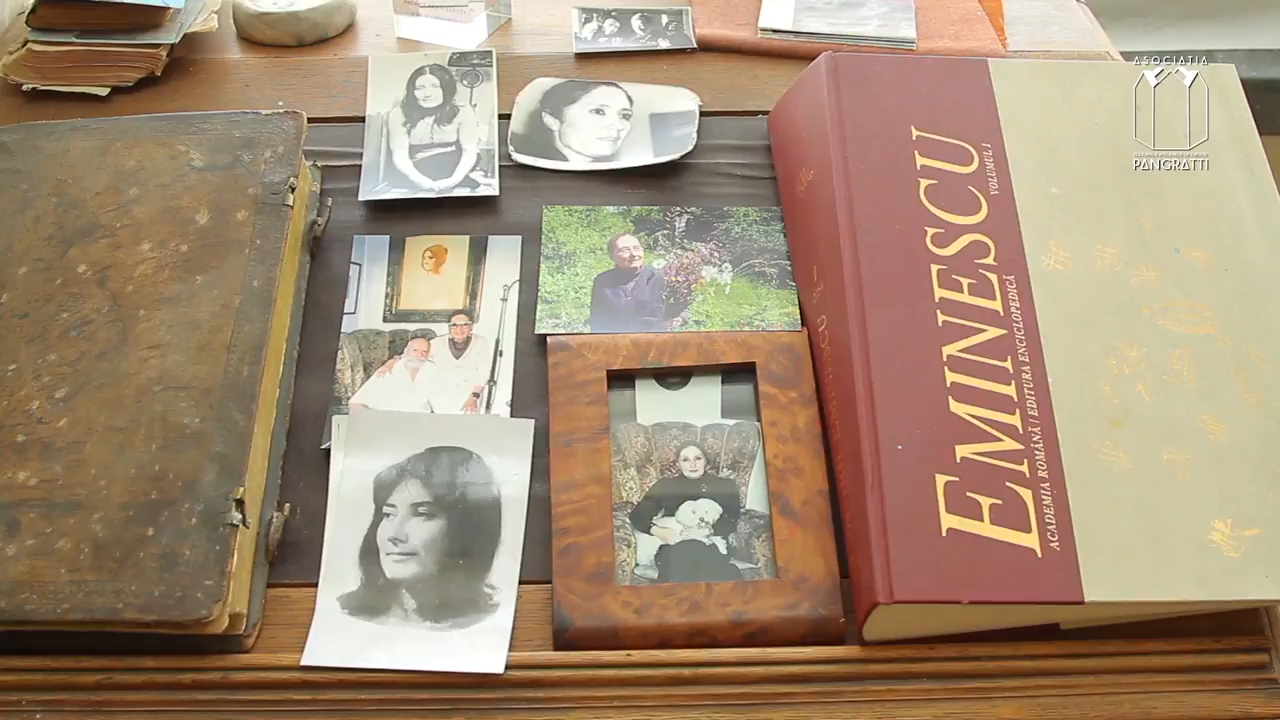 ASOCIAȚIA
PANGRATTI
EMINESCU
VOLUMUL I
ACADEMIA ROMÂNĂ / EDITURA ENCICLOPEDICĂ